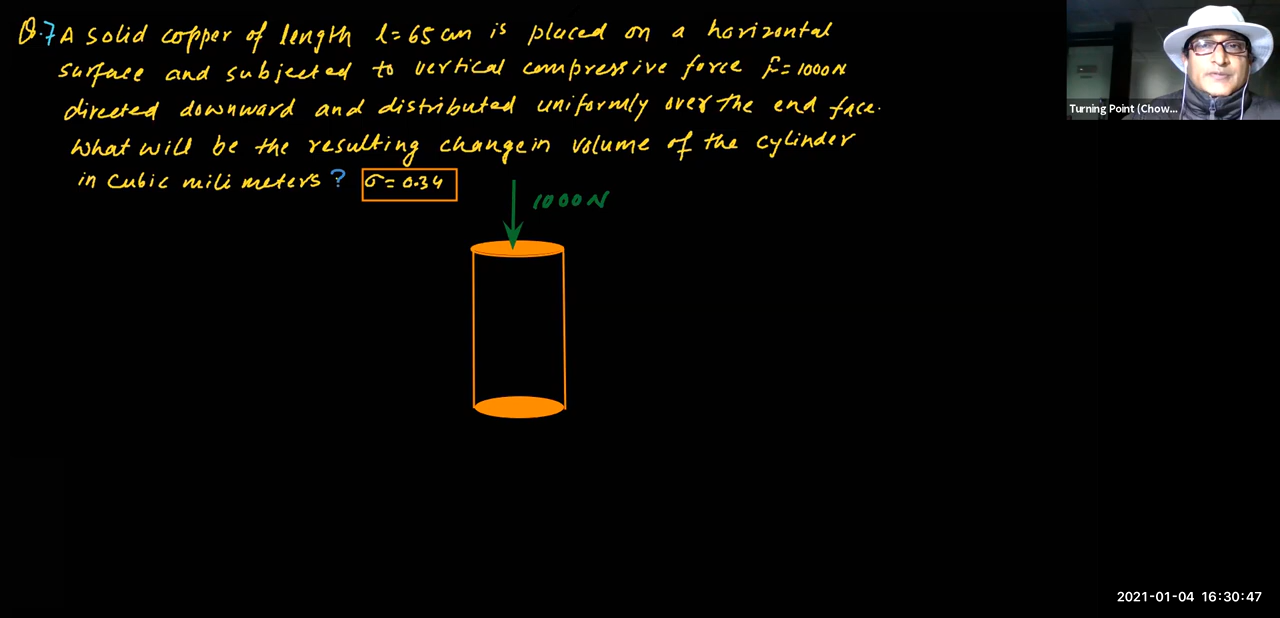 Q.7 A solid copper of length l = 65 cm is placed on a horizontal
surface and subjected to vertical compressive force F = 1000 N
directed downward and distributed uniformly over the end face.
what will be the resulting change in volume of the cylinder
in cubic mili meters ? σ = 0.34
1000 N
Turning Point (Chow...
2021-01-04 16:30:47